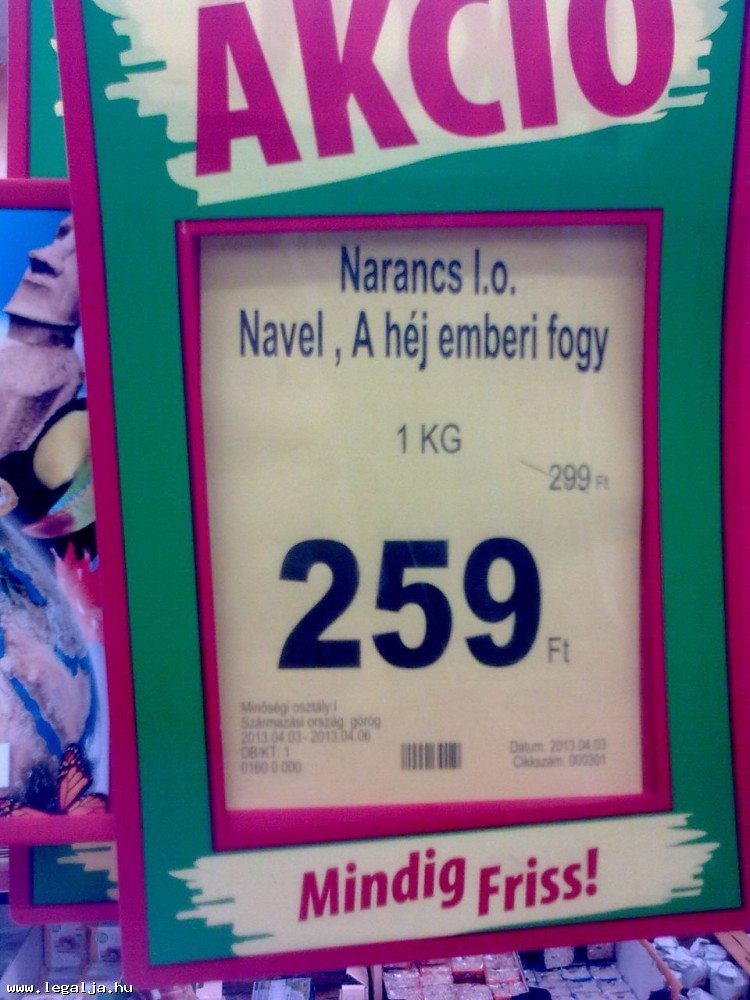 AKCIÓ
Narancs I.o.
Navel , A héj emberi fogy
1 KG
299 Ft
259 Ft
Minőségi osztály:I
Származási ország: görög
2013.04.03- 2013.04.06
DB/KT: 1
0160 0 000
Dátum: 2013.04.03
Cikkszám: 000301
Mindig Friss!
www.legalja.hu